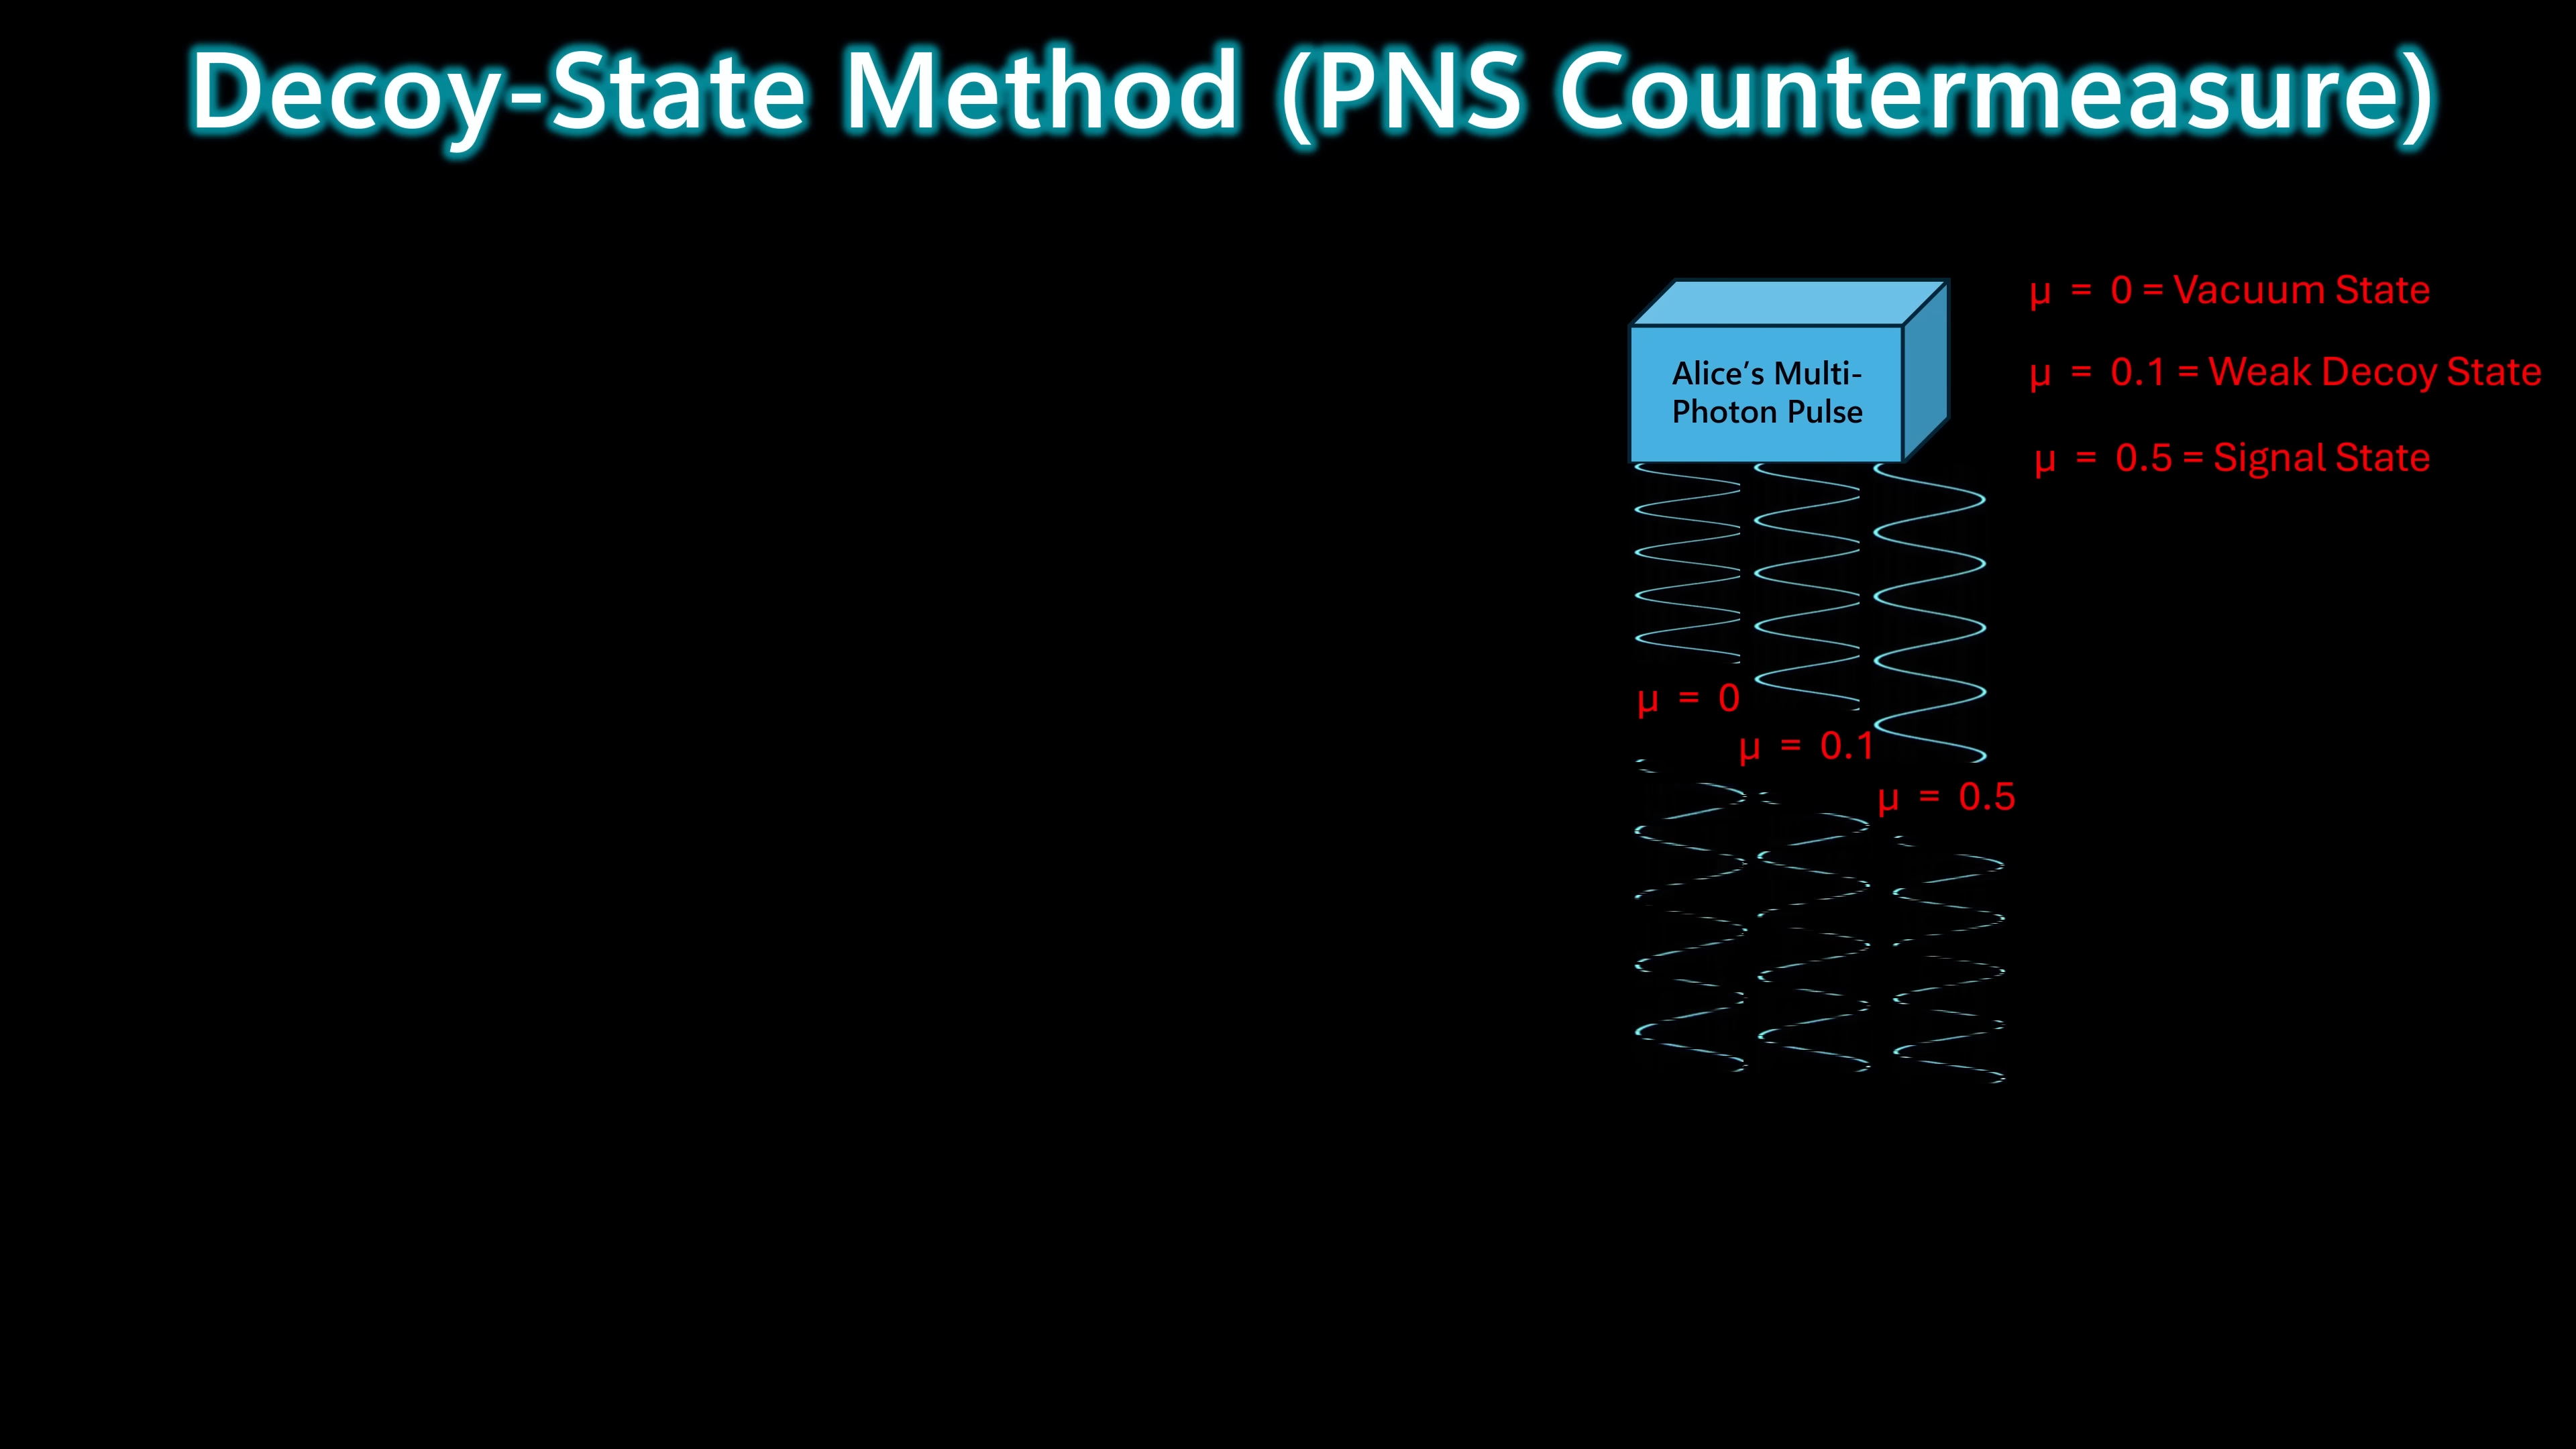 Decoy-State Method (PNS Countermeasure)
Alice’s Multi-
Photon Pulse
µ = 0 = Vacuum State
µ = 0.1 = Weak Decoy State
µ = 0.5 = Signal State
µ = 0
µ = 0.1
µ = 0.5